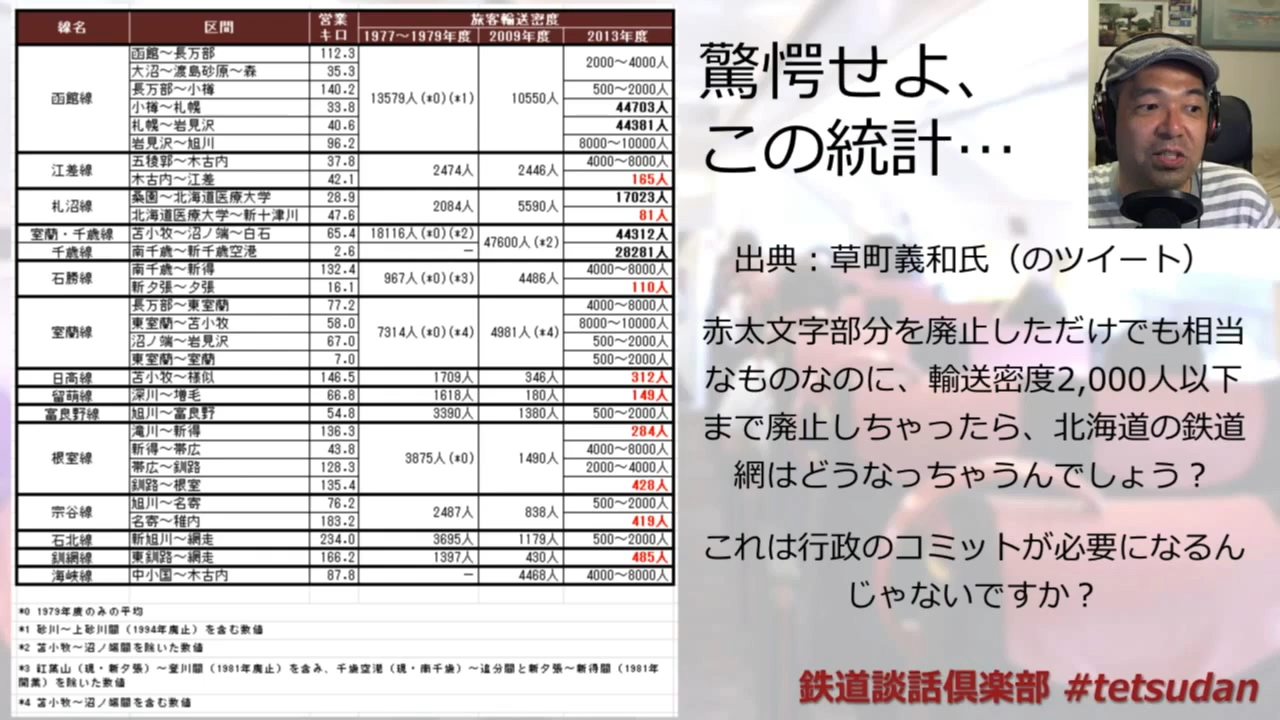 線名 区間 営業キロ 旅客輸送密度
1977～1979年度 2009年度 2013年度
函館線 函館～長万部 112.3 13579人(*0)(*1) 10550人 2000～4000人
大沼～渡島砂原～森 35.3
長万部～小樽 140.2 500～2000人
小樽～札幌 33.8 44703人
札幌～岩見沢 40.6 44381人
岩見沢～旭川 96.2 8000～10000人
江差線 五稜郭～木古内 37.8 2474人 2446人 4000～8000人
木古内～江差 42.1 165人
札沼線 桑園～北海道医療大学 28.9 2084人 5590人 17023人
北海道医療大学～新十津川 47.6 81人
室蘭・千歳線 苫小牧～沼ノ端～白石 65.4 18116人(*0)(*2) 47600人(*2) 44312人
千歳線 南千歳～新千歳空港 2.6 － 28281人
石勝線 南千歳～新得 132.4 967人(*0)(*3) 4486人 4000～8000人
新夕張～夕張 16.1 110人
室蘭線 長万部～東室蘭 77.2 7314人(*0)(*4) 4981人(*4) 4000～8000人
東室蘭～苫小牧 58.0 8000～10000人
沼ノ端～岩見沢 67.0 500～2000人
東室蘭～室蘭 7.0 500～2000人
日高線 苫小牧～様似 146.5 1709人 346人 312人
留萌線 深川～増毛 66.8 1618人 180人 149人
富良野線 旭川～富良野 54.8 3390人 1380人 500～2000人
根室線 滝川～新得 136.3 3875人(*0) 1490人 284人
新得～帯広 43.8 4000～8000人
帯広～釧路 128.3 2000～4000人
釧路～根室 135.4 428人
宗谷線 旭川～名寄 76.2 2487人 838人 500～2000人
名寄～稚内 183.2 419人
石北線 新旭川～網走 234.0 3695人 1179人 500～2000人
釧網線 東釧路～網走 166.2 1397人 430人 485人
海峡線 中小国～木古内 87.8 － 4468人 4000～8000人
*0 1979年度のみの平均
*1 砂川～上砂川間（1994年廃止）を含む数値
*2 苫小牧～沼ノ端間を除いた数値
*3 紅葉山（現・新夕張）～登川間（1981年廃止）を含み、千歳空港（現・南千歳）～追分間と新夕張～新得間（1981年
開業）を除いた数値
*4 苫小牧～沼ノ端間を含む数値
驚愕せよ、
この統計…
出典：草町義和氏（のツイート）
赤太文字部分を廃止しただけでも相当
なものなのに、輸送密度2,000人以下
まで廃止しちゃったら、北海道の鉄道
網はどうなっちゃうんでしょう？
これは行政のコミットが必要になるん
じゃないですか？
鉄道談話倶楽部 #tetsudan